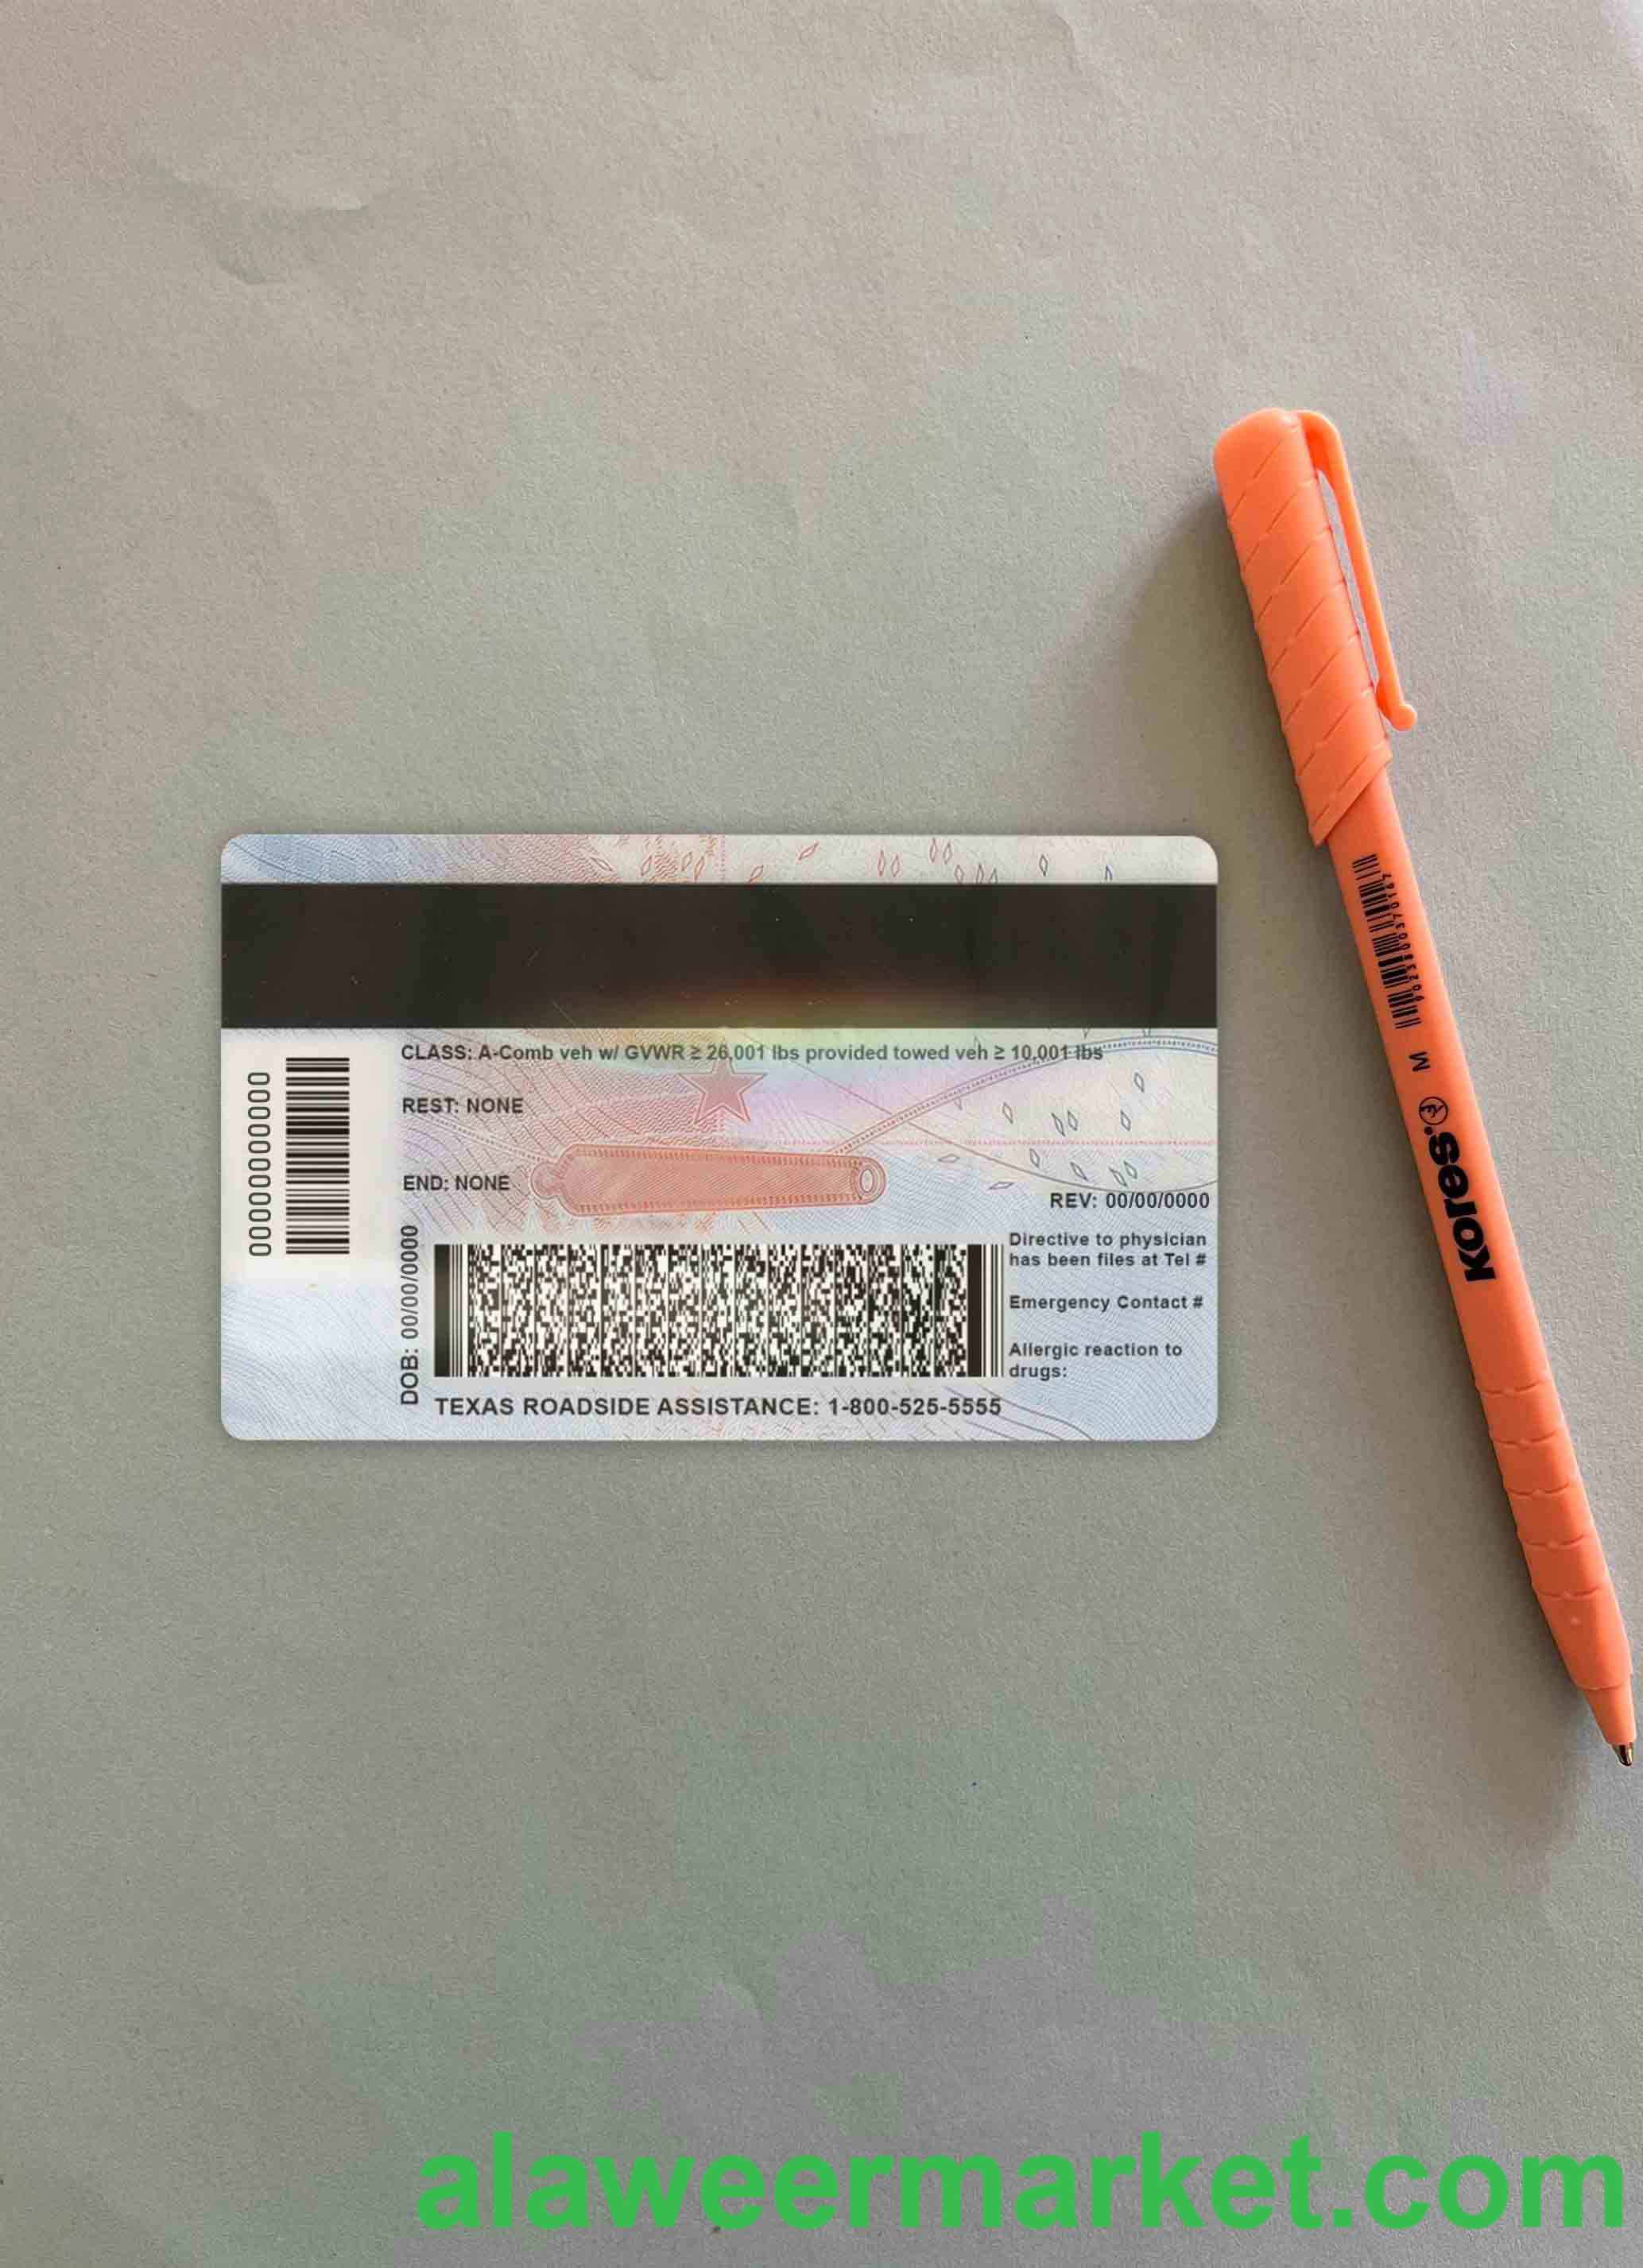 CLASS: A-Comb veh w/ GVWR ≥ 26,001 lbs provided towed veh ≥ 10,001 lbs
REST: NONE
END: NONE
REV: 00/00/0000
000000000000
DOB: 00/00/0000
Directive to physician
has been files at Tel #
Emergency Contact #
Allergic reaction to
drugs:
TEXAS ROADSIDE ASSISTANCE: 1-800-525-5555
M
Kores
alaweermarket.com